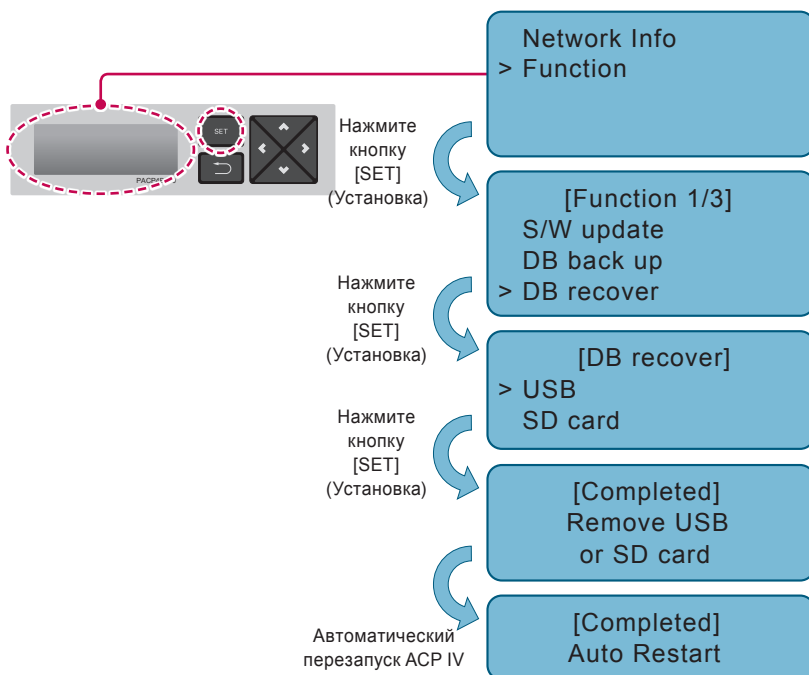 Network Info
> Function
SET
Нажмите
кнопку
[SET]
(Установка)
[Function 1/3]
S/W update
DB back up
> DB recover
Нажмите
кнопку
[SET]
(Установка)
[DB recover]
> USB
SD card
Нажмите
кнопку
[SET]
(Установка)
[Completed]
Remove USB
or SD card
Автоматический
перезапуск ACP IV
[Completed]
Auto Restart